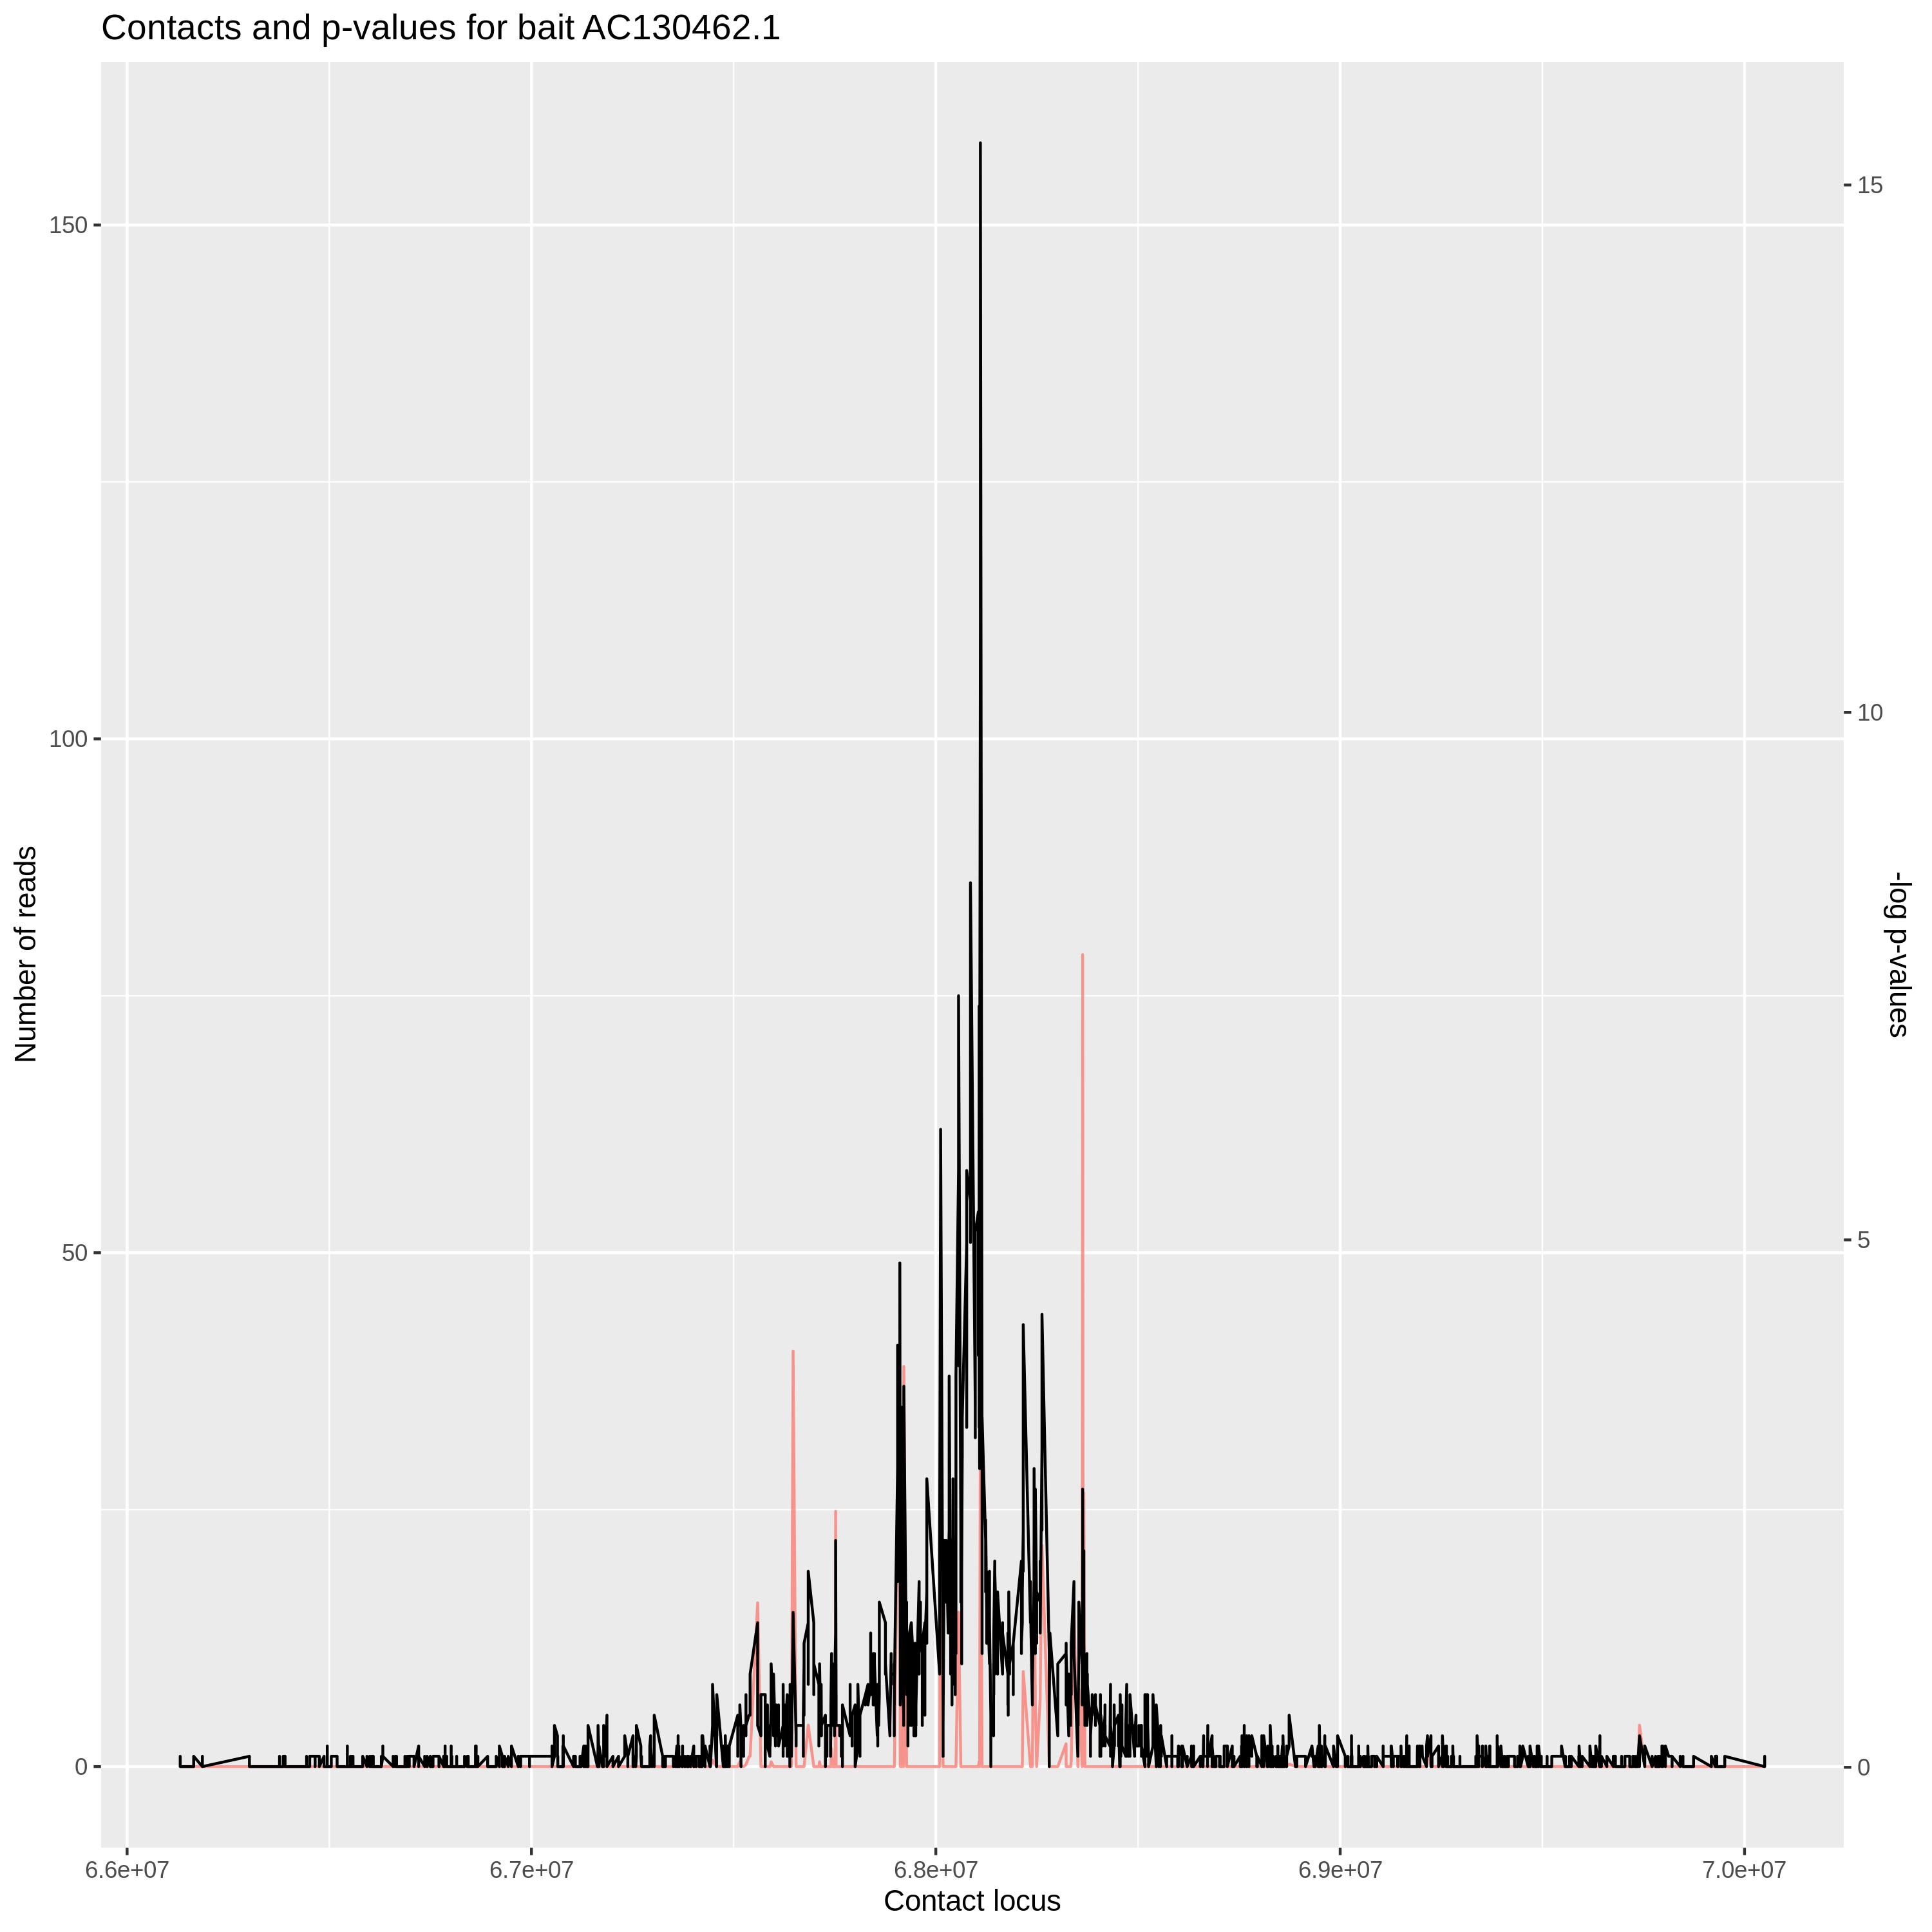 Contacts and p-values for bait AC130462.1
150
100
50
0
15
10
5
0
Number of reads
-log p-values
6.6e+07 6.7e+07 6.8e+07 6.9e+07 7.0e+07
Contact locus